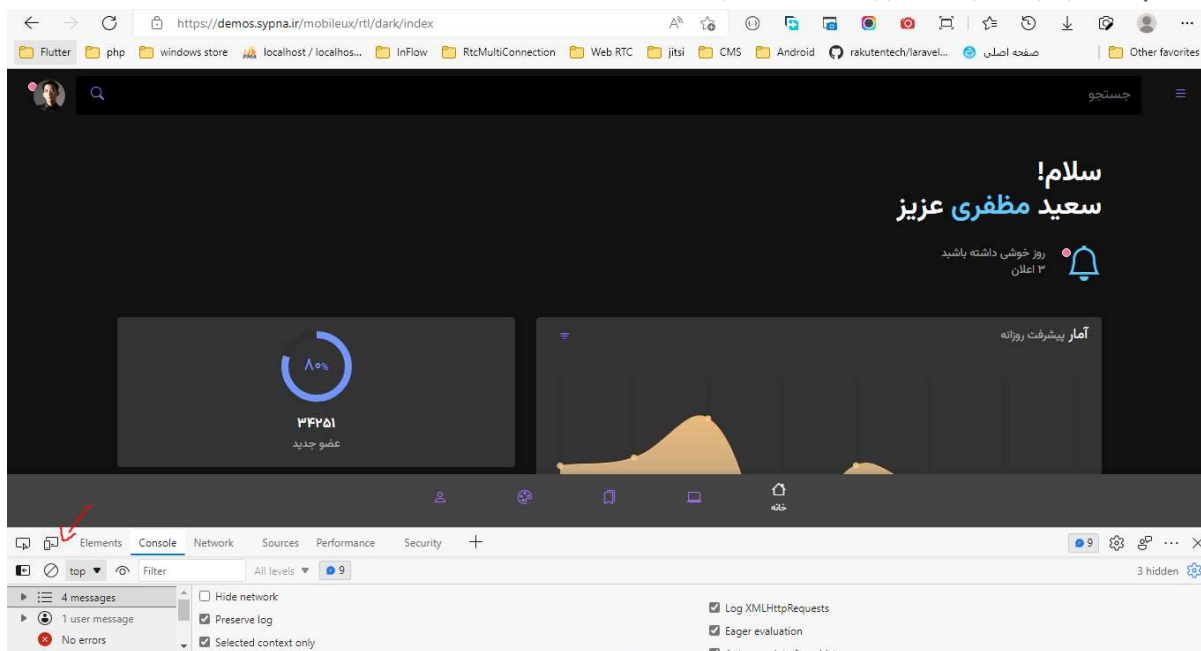 https://demos.sypna.ir/mobileux/rtl/dark/index
Flutter php windows store localhost / localhos... InFlow RtcMultiConnection Web RTC jitsi CMS Android rakutentech/laravel... صفحه اصلی Other favorites
جستجو
سلام!
سعید مظفری عزیز
روز خوشی داشته باشید
۳ اعلان
آمار پیشرفت روزانه
۸۰%
۳۴۲۵۱
عضو جدید
خانه
Elements Console Network Sources Performance Security
9
top Filter All levels 9 3 hidden
4 messages
Hide network
Log XMLHttpRequests
1 user message
Preserve log
Eager evaluation
No errors
Selected context only